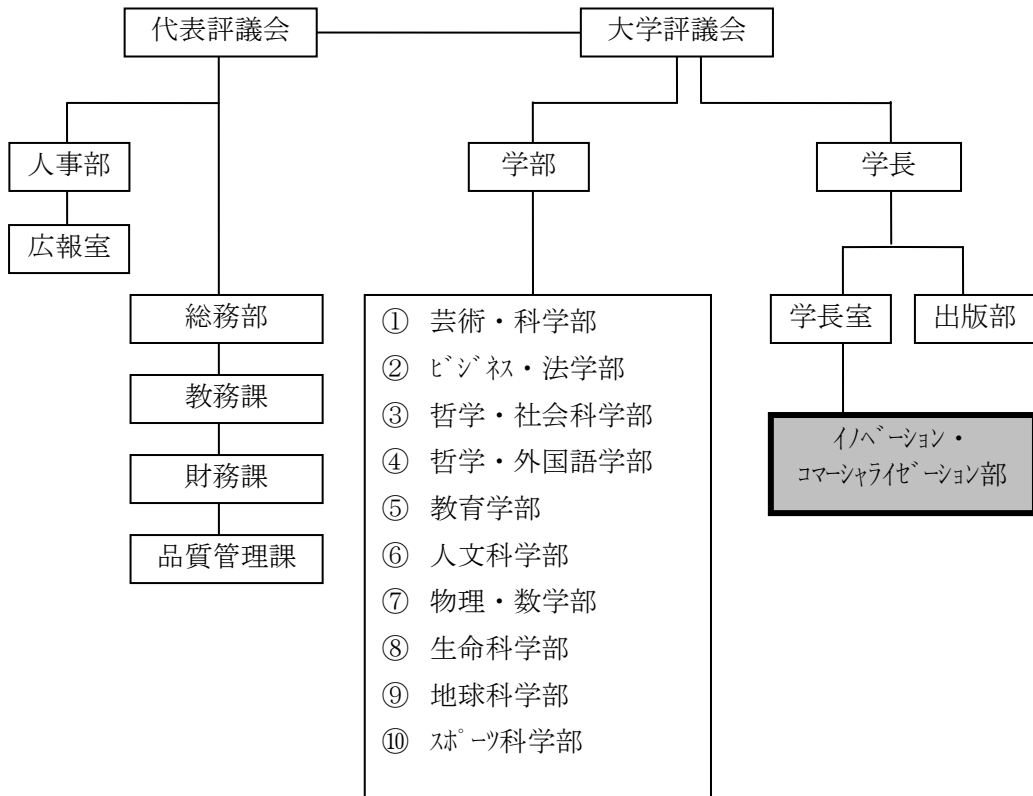 代表評議会
大学評議会
人事部
学部
学長
広報室
総務部
教務課
財務課
品質管理課
① 芸術・科学部
② ﾋﾞｼﾞﾈｽ・法学部
③ 哲学・社会科学部
④ 哲学・外国語学部
⑤ 教育学部
⑥ 人文科学部
⑦ 物理・数学部
⑧ 生命科学部
⑨ 地球科学部
⑩ ｽﾎﾟｰﾂ科学部
学長室
出版部
ｲﾉﾍﾞｰｼｮﾝ・
ｺﾏｰｼャﾗｲｾﾞｰｼｮﾝ部